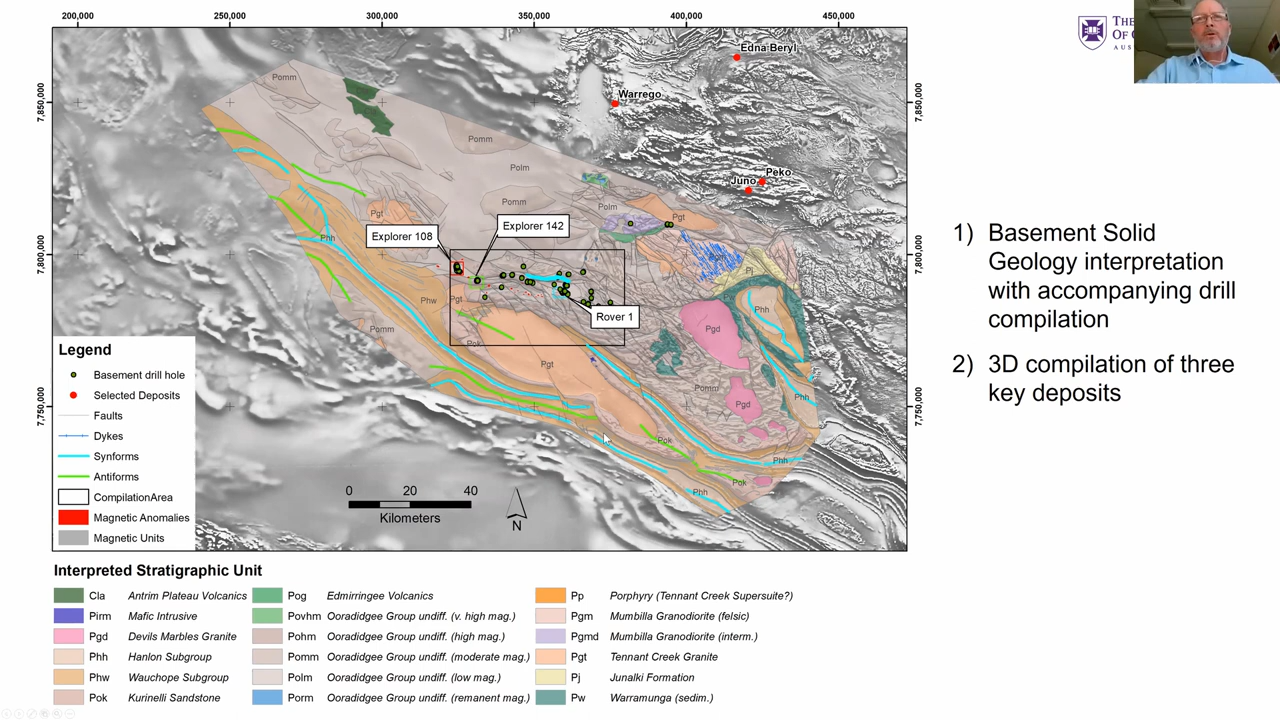 200,000
250,000
300,000
350,000
400,000
450,000
THE
OF
AUS
Edna Beryl
7,850,000
7,850,000
Pomm
Warrego
Pomm
Polm
Peko
Juno
Pomm
Polm
Pgt
Pgt
Explorer 142
Explorer 108
Phh
7,800,000
7,800,000
Pj
Phw
Pgt
Phh
Rover 1
Pomm
Pgd
Pok
Pgt
Pomm
Phh
Pgd
7,750,000
7,750,000
Pok
Phh
Pok
Phh
Legend
Basement drill hole
Selected Deposits
Faults
Dykes
Synforms
Antiforms
CompilationArea
Magnetic Anomalies
Magnetic Units
0 20 40
Kilometers
N
1) Basement Solid
Geology interpretation
with accompanying drill
compilation
2) 3D compilation of three
key deposits
Interpreted Stratigraphic Unit
Cla Antrim Plateau Volcanics
Pirm Mafic Intrusive
Pgd Devils Marbles Granite
Phh Hanlon Subgroup
Phw Wauchope Subgroup
Pok Kurinelli Sandstone
Pog Edmirringee Volcanics
Povhm Ooradidgee Group undiff. (v. high mag.)
Pohm Ooradidgee Group undiff. (high mag.)
Pomm Ooradidgee Group undiff. (moderate mag.)
Polm Ooradidgee Group undiff. (low mag.)
Porm Ooradidgee Group undiff. (remanent mag.)
Pp Porphyry (Tennant Creek Supersuite?)
Pgm Mumbilla Granodiorite (felsic)
Pgmd Mumbilla Granodiorite (interm.)
Pgt Tennant Creek Granite
Pj Junalki Formation
Pw Warramunga (sedim.)